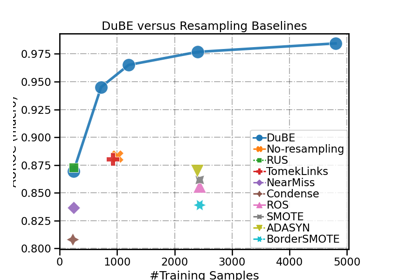 DuBE versus Resampling Baselines
0.975
0.950
0.925
0.900
0.875
0.850
0.825
0.800
DuBE
No-resampling
RUS
TomekLinks
NearMiss
Condense
ROS
SMOTE
ADASYN
BorderSMOTE
0 1000 2000 3000 4000 5000
#Training Samples